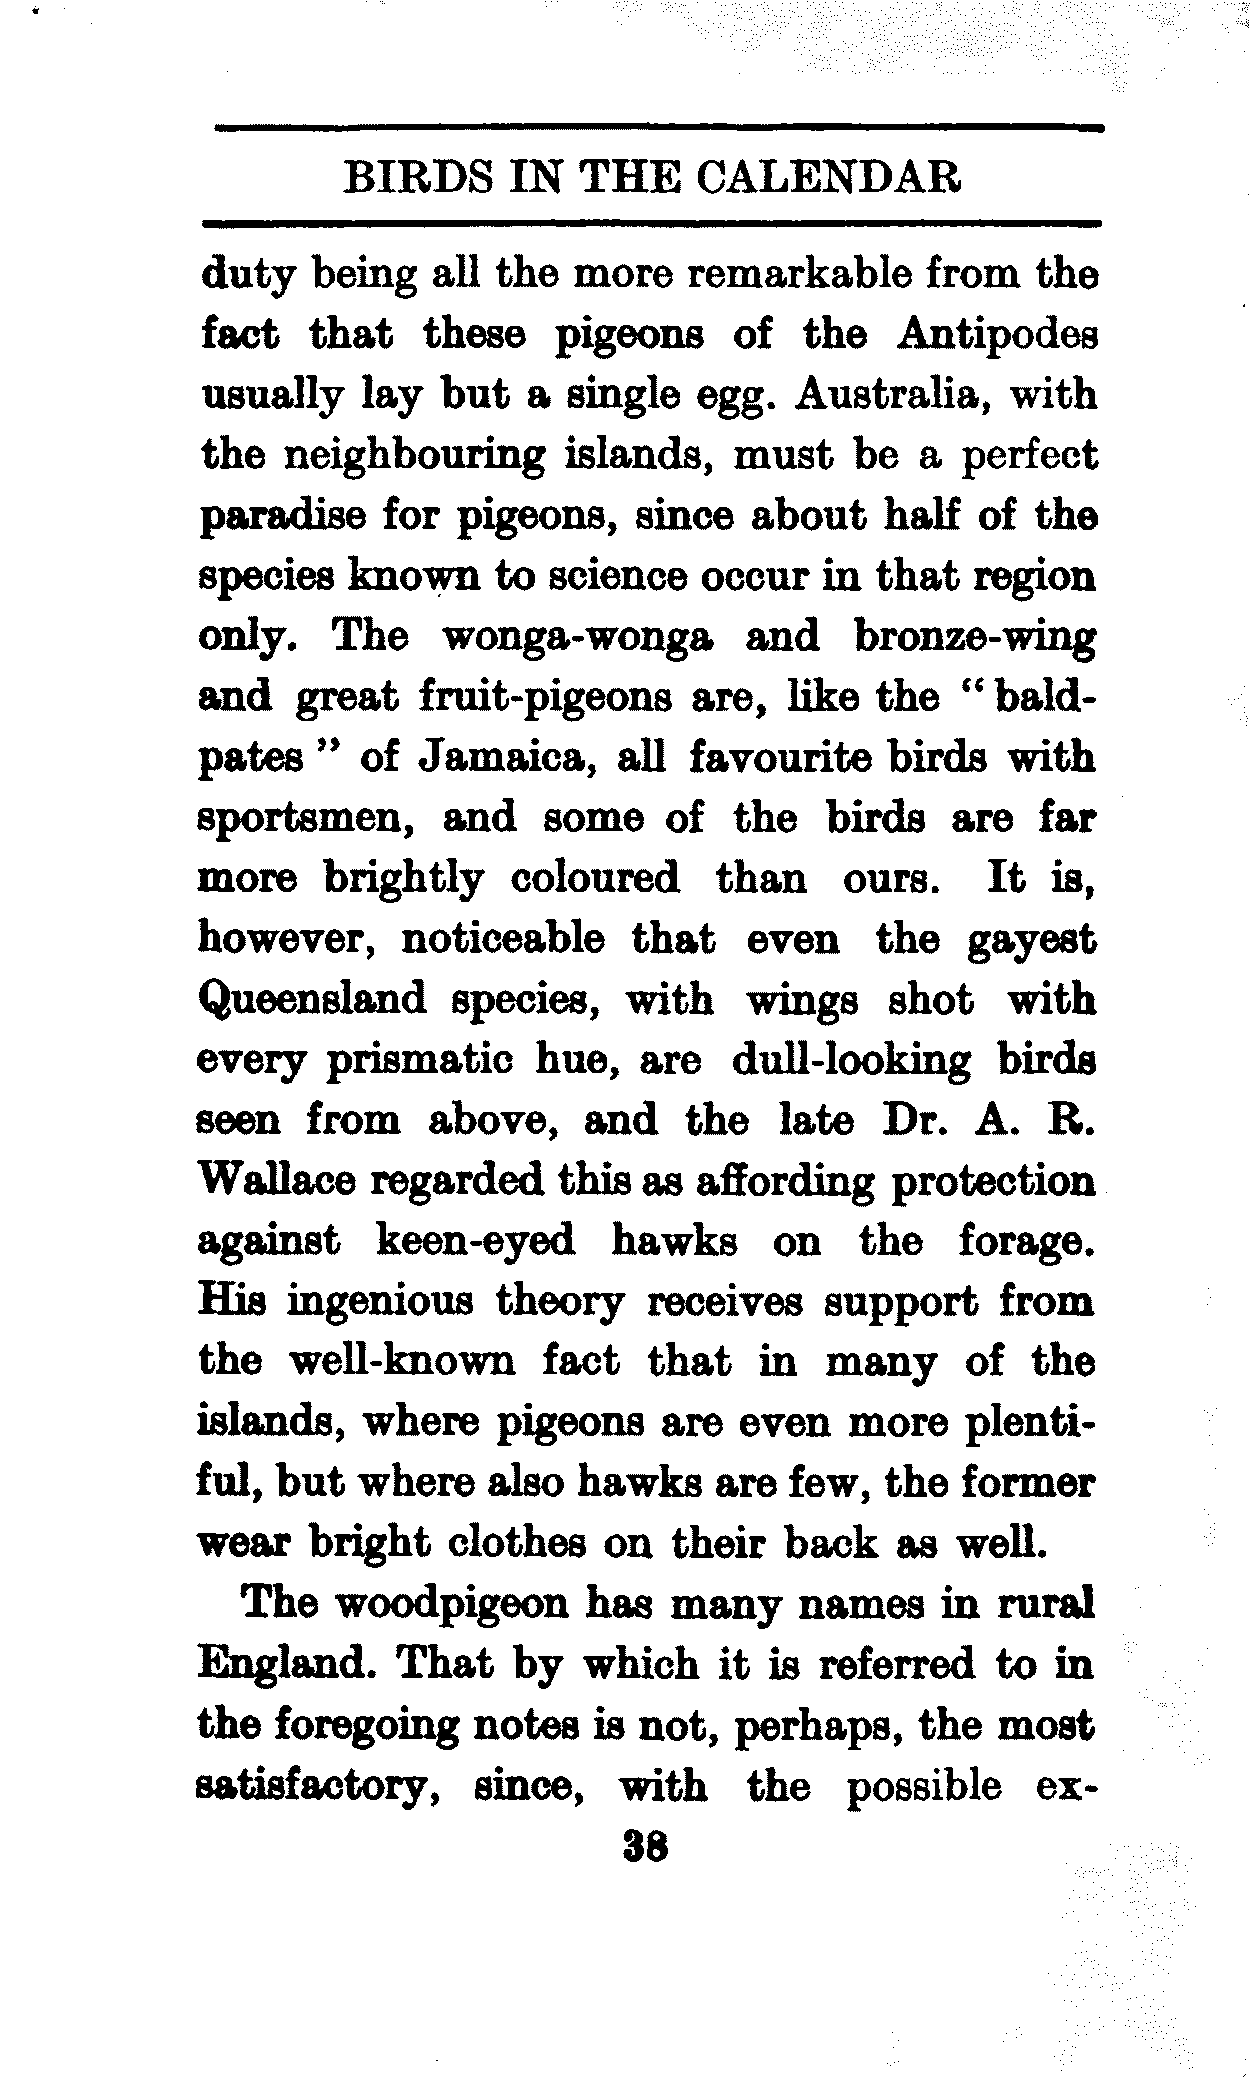 BIRDS IN THE CALENDAR
duty being all the more remarkable from the
fact that these pigeons of the Antipodes
usually lay but a single egg. Australia, with
the neighbouring islands, must be a perfect
paradise for pigeons, since about half of the
species known to science occur in that region
only. The wonga-wonga and bronze-wing
and great fruit-pigeons are, like the “ bald-
pates ” of Jamaica, all favourite birds with
sportsmen, and some of the birds are far
more brightly coloured than ours. It is,
however, noticeable that even the gayest
Queensland species, with wings shot with
every prismatic hue, are dull-looking birds
seen from above, and the late Dr. A. R.
Wallace regarded this as affording protection
against keen-eyed hawks on the forage.
His ingenious theory receives support from
the well-known fact that in many of the
islands, where pigeons are even more plenti-
ful, but where also hawks are few, the former
wear bright clothes on their back as well.
The woodpigeon has many names in rural
England. That by which it is referred to in
the foregoing notes is not, perhaps, the most
satisfactory, since, with the possible ex-
38